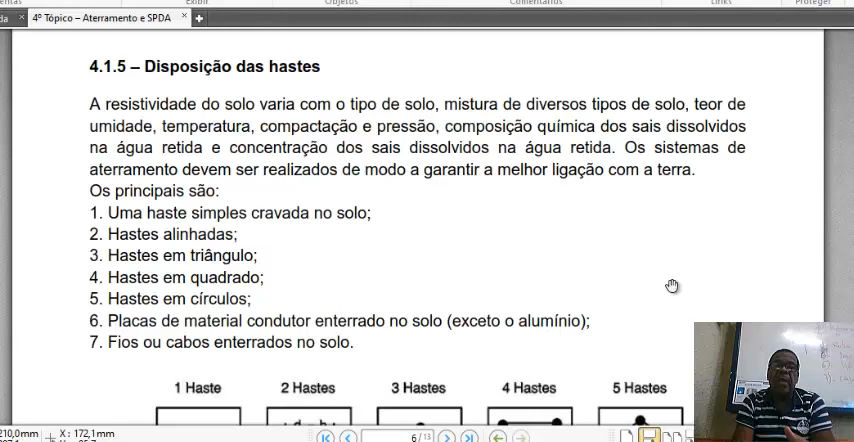 Exibir
Objetos
Comentários
Links
Proteger
4º Tópico – Aterramento e SPDA
4.1.5 – Disposição das hastes
A resistividade do solo varia com o tipo de solo, mistura de diversos tipos de solo, teor de
umidade, temperatura, compactação e pressão, composição química dos sais dissolvidos
na água retida e concentração dos sais dissolvidos na água retida. Os sistemas de
aterramento devem ser realizados de modo a garantir a melhor ligação com a terra.
Os principais são:
1. Uma haste simples cravada no solo;
2. Hastes alinhadas;
3. Hastes em triângulo;
4. Hastes em quadrado;
5. Hastes em círculos;
6. Placas de material condutor enterrado no solo (exceto o alumínio);
7. Fios ou cabos enterrados no solo.
1 Haste 2 Hastes 3 Hastes 4 Hastes 5 Hastes
210,0mm X: 172,1mm 6 / 13